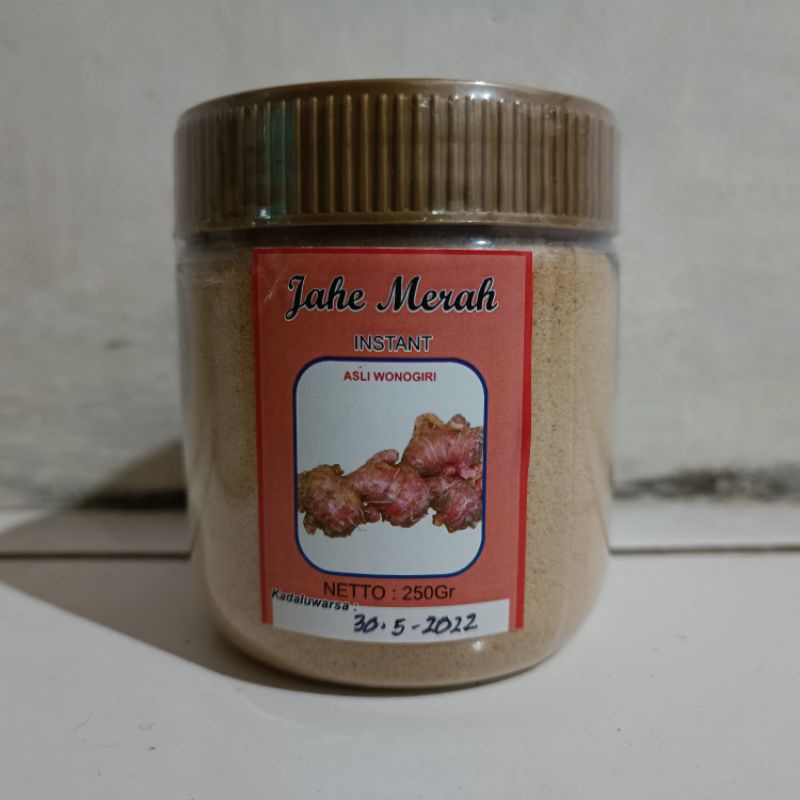 Jahe Merah
INSTANT
ASLI WONOGIRI
NETTO : 250Gr
Kadaluwarsa :
30.5-2022